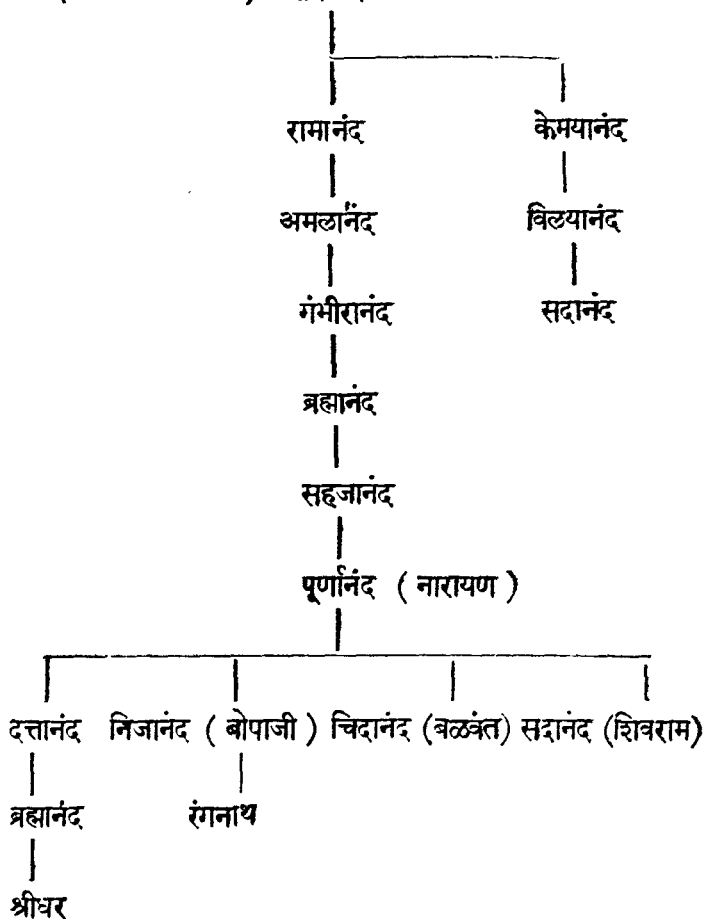 रामानंद केमयानंद
अमलानंद विलयानंद
गंभीरानंद सदानंद
ब्रह्मानंद
सहजानंद
पूर्णानंद ( नारायण )
दत्तानंद निजानंद ( बोपाजी ) चिदानंद (बळवंत) सदानंद (शिवराम)
ब्रह्मानंद रंगनाथ
श्रीधर